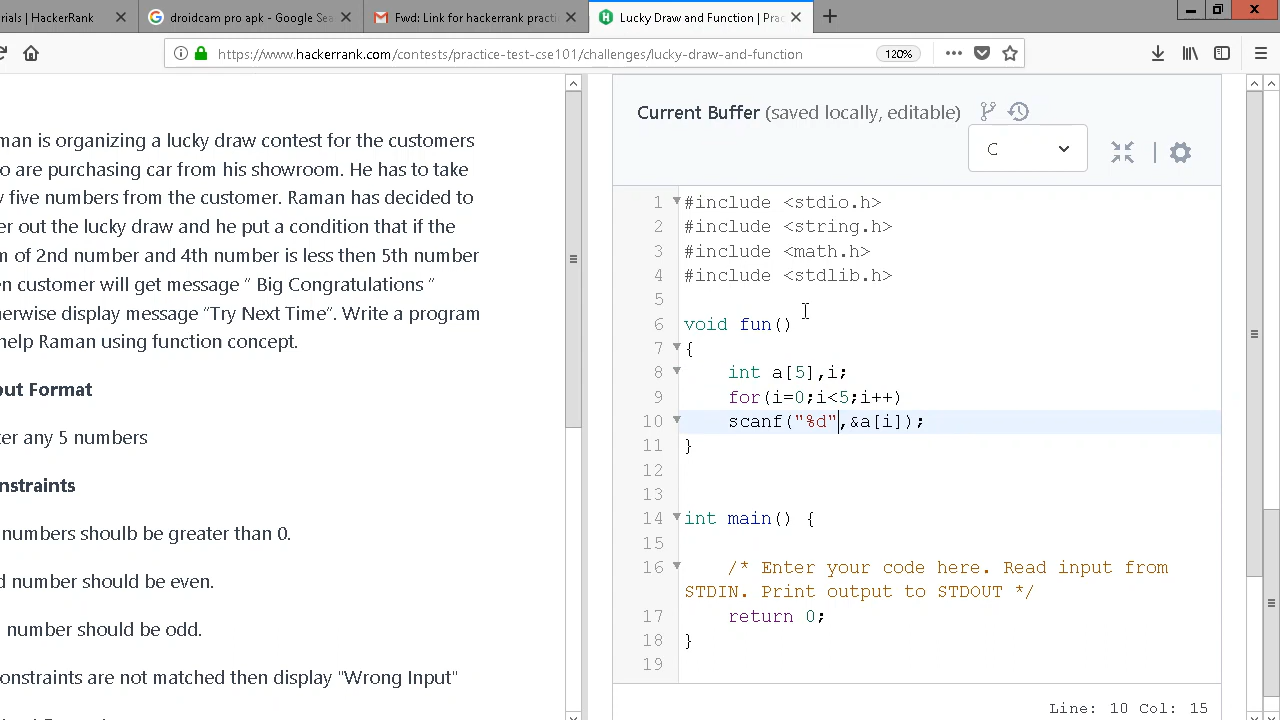 rials | HackerRank
droidcam pro apk - Google Sea
Fwd: Link for hackerrank practi
Lucky Draw and Function | Prac
https://www.hackerrank.com/contests/practice-test-cse101/challenges/lucky-draw-and-function
120%
man is organizing a lucky draw contest for the customers
o are purchasing car from his showroom. He has to take
y five numbers from the customer. Raman has decided to
er out the lucky draw and he put a condition that if the
m of 2nd number and 4th number is less then 5th number
en customer will get message " Big Congratulations "
herwise display message "Try Next Time". Write a program
help Raman using function concept.
put Format
ter any 5 numbers
nstraints
numbers shoulb be greater than 0.
d number should be even.
number should be odd.
onstraints are not matched then display "Wrong Input"
Current Buffer (saved locally, editable)
C
1 #include <stdio.h>
2 #include <string.h>
3 #include <math.h>
4 #include <stdlib.h>
5
6 void fun()
7 {
8 int a[5],i;
9 for(i=0;i<5;i++)
10 scanf("%d",&a[i]);
11 }
12
13
14 int main() {
15
16 /* Enter your code here. Read input from
STDIN. Print output to STDOUT */
17 return 0;
18 }
19
Line: 10 Col: 15